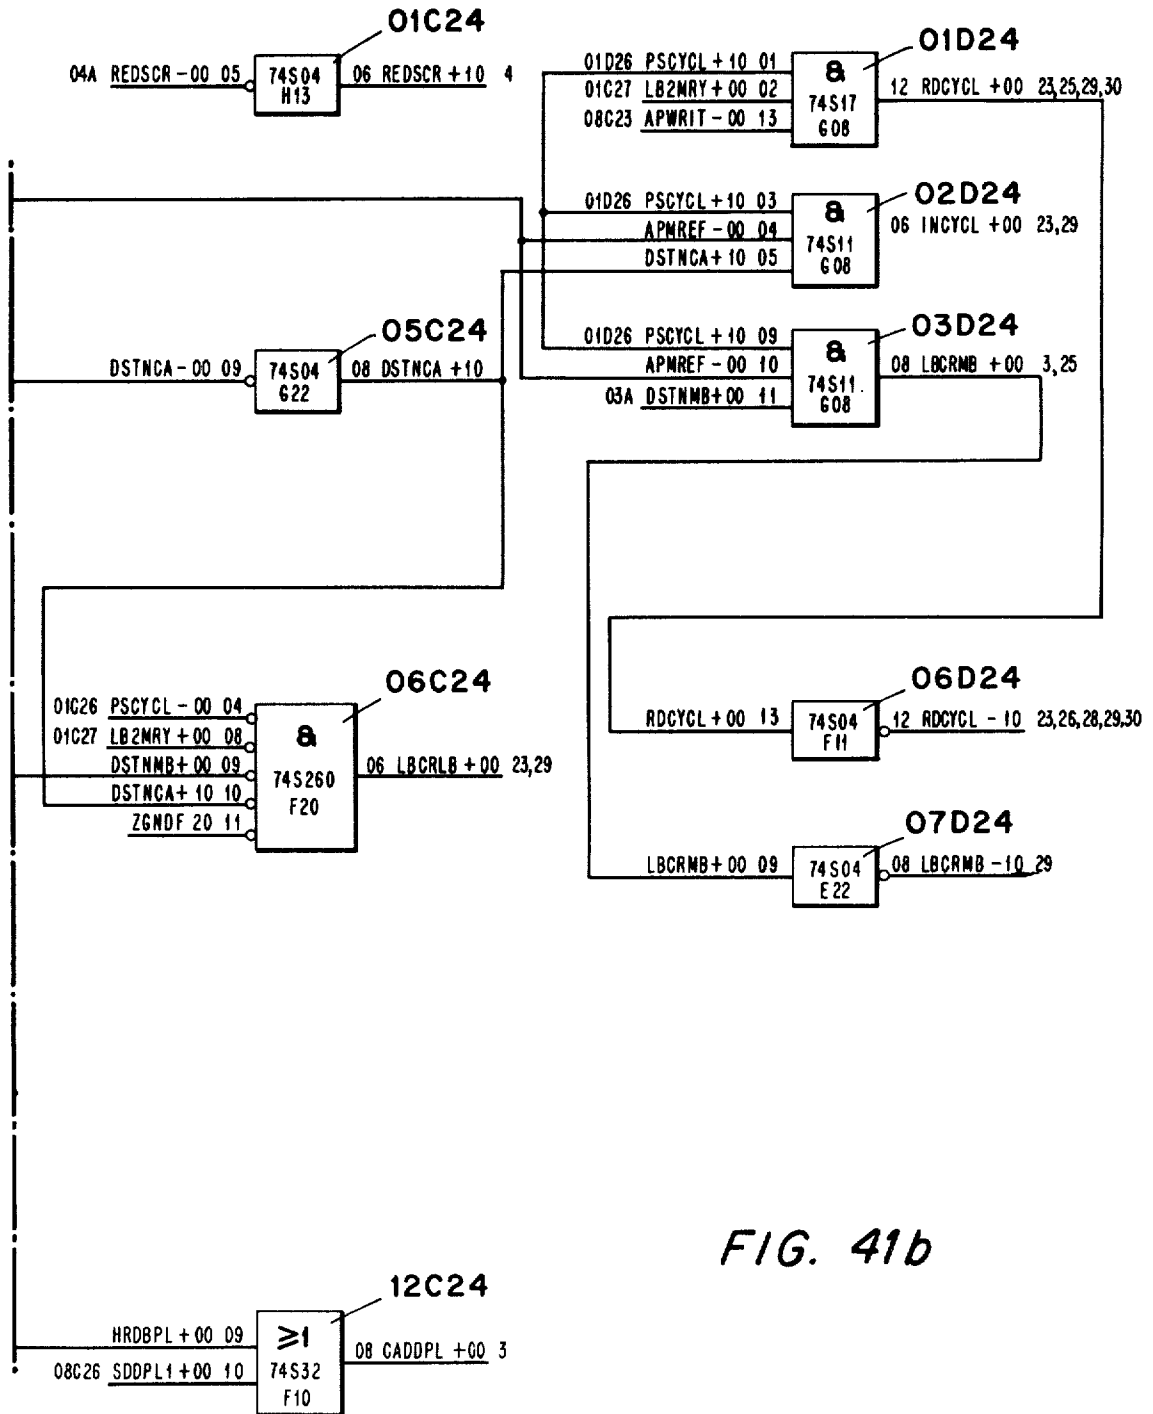 01C24
04A REDSCR -00 05
74S04
H13
06 REDSCR +10 4
01D24
01D26 PSCYCL +10 01
01C27 LB2MRY +00 02
08C23 APWRIT -00 13
&
74S17
G08
12 RDCYCL +00 23,25,29,30
02D24
01D26 PSCYCL +10 03
APMREF -00 04
DSTNCA +10 05
&
74S11
G08
06 INCYCL +00 23,29
05C24
DSTNCA -00 09
74S04
G22
08 DSTNCA +10
03D24
01D26 PSCYCL +10 09
APMREF -00 10
03A DSTNMB+00 11
&
74S11.
G08
08 LBCRMB +00 3,25
06C24
01C26 PSCYCL -00 04
01C27 LB2MRY +00 08
DSTNMB+00 09
DSTNCA+10 10
ZGNDF 20 11
&
74S260
F20
06 LBCRLB +00 23,29
06D24
RDCYCL+00 13
74S04
F11
12 RDCYCL -10 23,26,28,29,30
07D24
LBCRMB+00 09
74S04
E22
08 LBCRMB -10 29
FIG. 41b
12C24
HRDBPL +00 09
08C26 SDDPL1 +00 10
≥1
74S32
F10
08 CADDPL +00 3